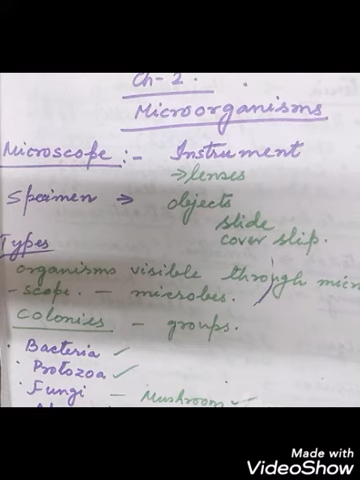 Ch-2.
Microorganisms
Microscope :- Instrument
→ lenses
Specimen → objects
slide
cover slip.
Types
organisms visible through micro
-scope. - microbes.
Colonies - groups.
Bacteria ✓
Protozoa ✓
Fungi - Mushroom ✓
Made with
VideoShow